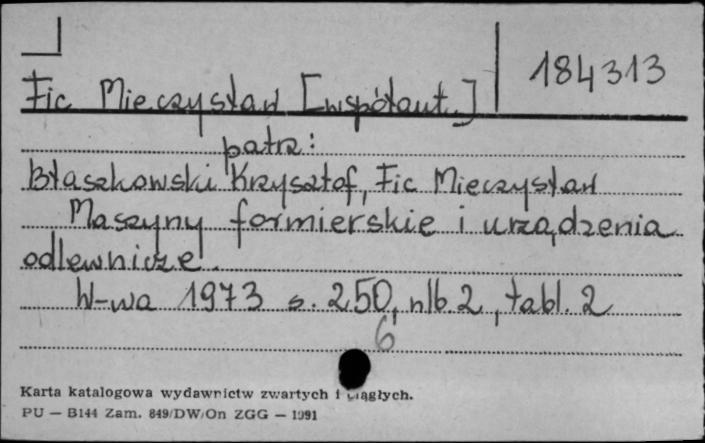 184313
Fic Mieczysław [współaut.]
patrz:
Błaszkowski Krzysztof, Fic Mieczysław
Maszyny formierskie i urządzenia
odlewnicze.
W-wa 1973 s. 250, nlb. 2, tabl. 2
6
Karta katalogowa wydawnictw zwartych i ciągłych.
PU — B144 Zam. 849/DW/On ZGG — 1991